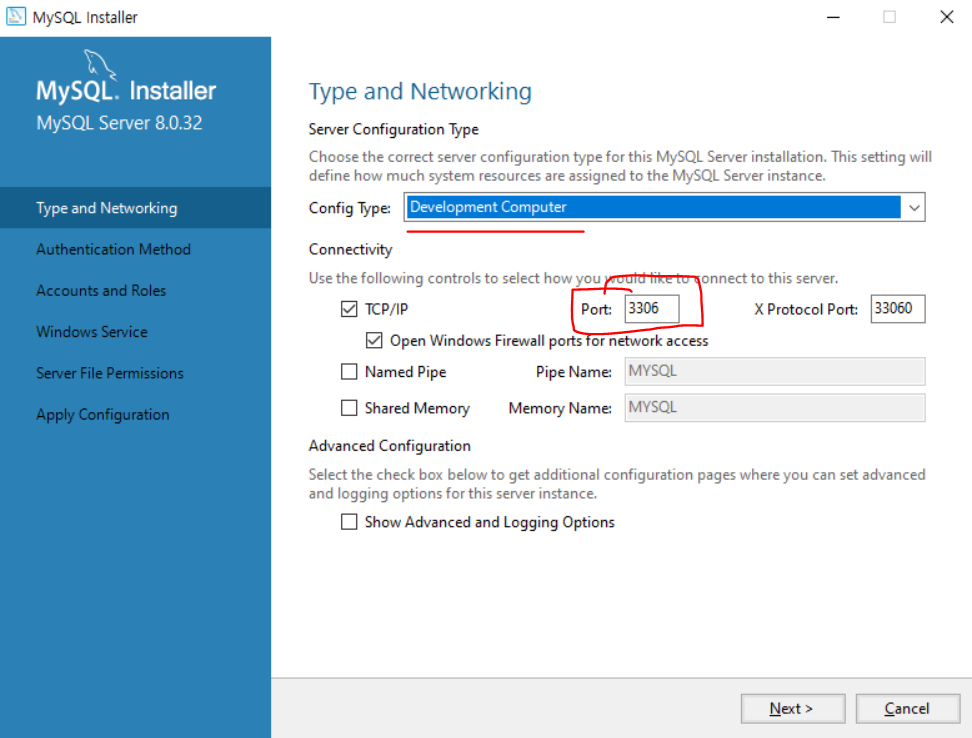 MySQL Installer
MySQL. Installer
MySQL Server 8.0.32
Type and Networking
Authentication Method
Accounts and Roles
Windows Service
Server File Permissions
Apply Configuration
Type and Networking
Server Configuration Type
Choose the correct server configuration type for this MySQL Server installation. This setting will
define how much system resources are assigned to the MySQL Server instance.
Config Type: Development Computer
Connectivity
Use the following controls to select how you would like to connect to this server.
TCP/IP Port: 3306 X Protocol Port: 33060
Open Windows Firewall ports for network access
Named Pipe Pipe Name: MYSQL
Shared Memory Memory Name: MYSQL
Advanced Configuration
Select the check box below to get additional configuration pages where you can set advanced
and logging options for this server instance.
Show Advanced and Logging Options
Next > Cancel